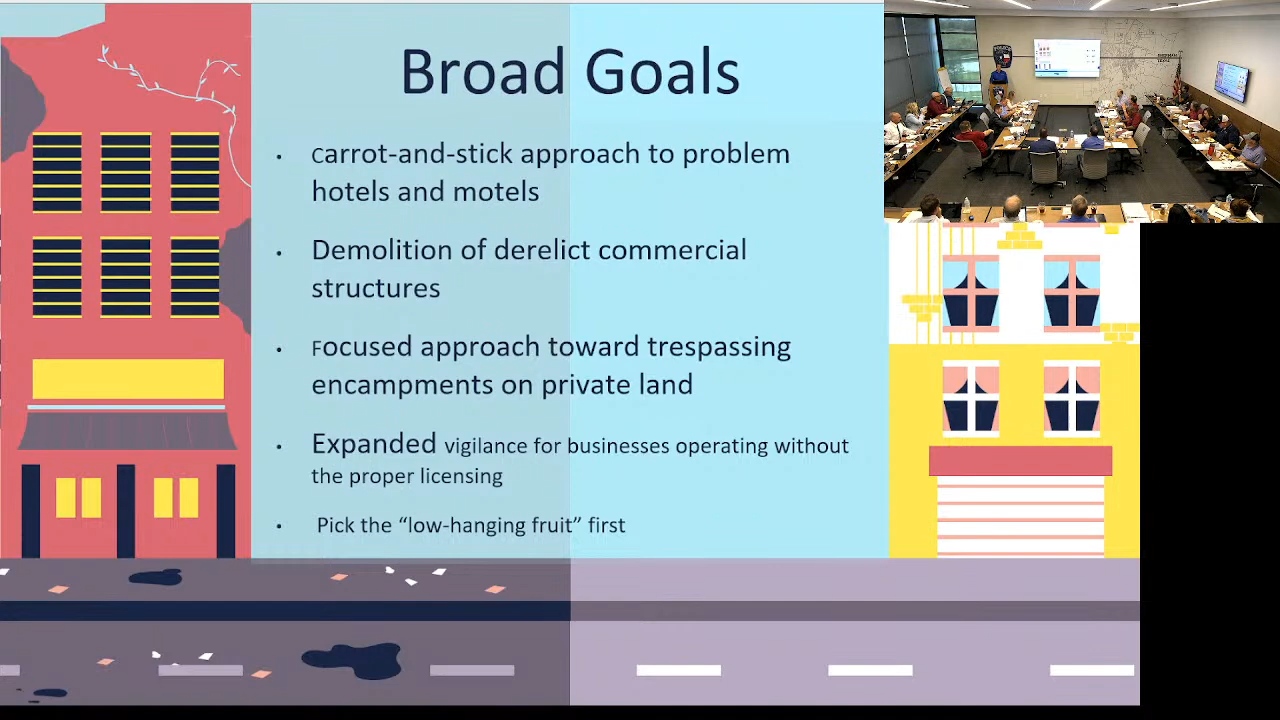 Broad Goals
• Carrot-and-stick approach to problem
hotels and motels
• Demolition of derelict commercial
structures
• Focused approach toward trespassing
encampments on private land
• Expanded vigilance for businesses operating without
the proper licensing
• Pick the “low-hanging fruit” first